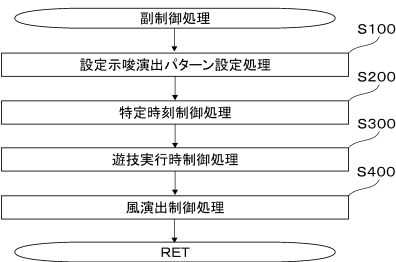 副制御処理
S100
設定示唆演出パターン設定処理
S200
特定時刻制御処理
S300
遊技実行時制御処理
S400
風演出制御処理
RET